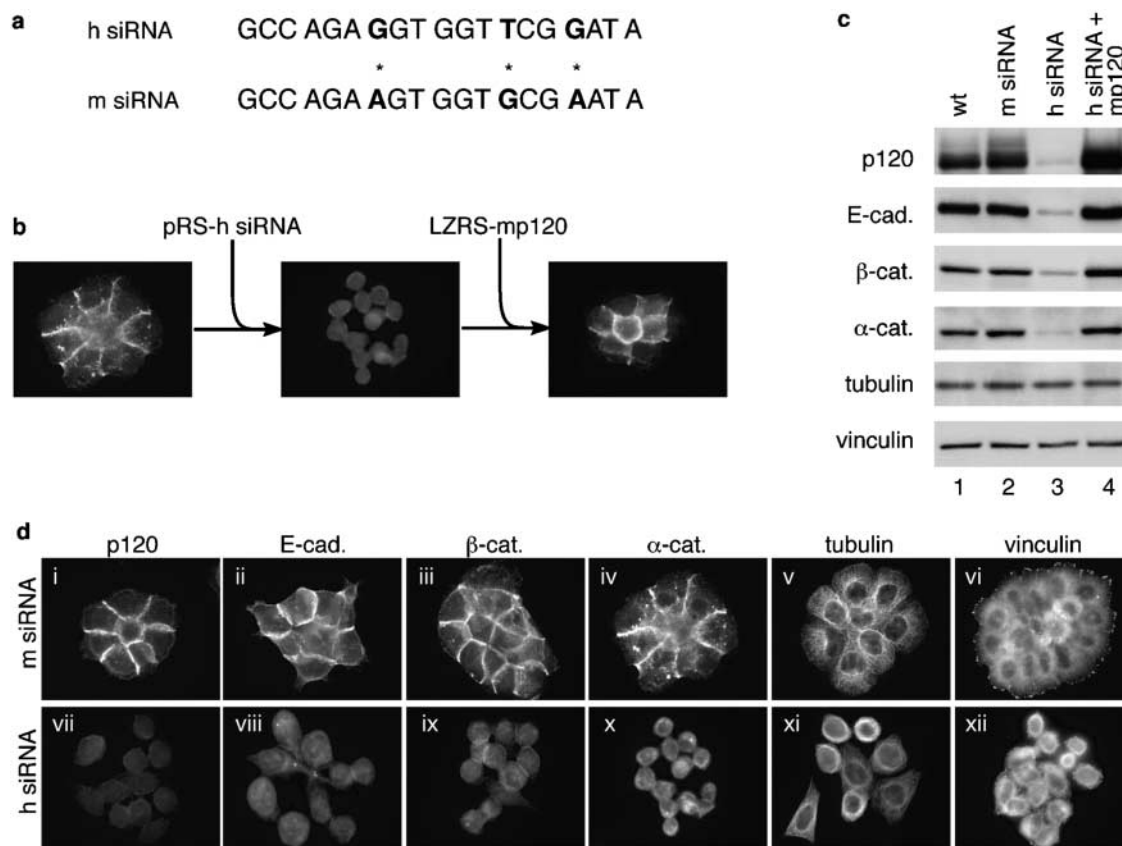 a
h siRNA GCC AGA GGT GGT TCG GAT A
* * *
m siRNA GCC AGA AGT GGT GCG AAT A
b
pRS-h siRNA LZRS-mp120
c
wt m siRNA h siRNA h siRNA + mp120
p120
E-cad.
β-cat.
α-cat.
tubulin
vinculin
1 2 3 4
d
p120 E-cad. β-cat. α-cat. tubulin vinculin
m siRNA
i ii iii iv v vi
h siRNA
vii viii ix x xi xii